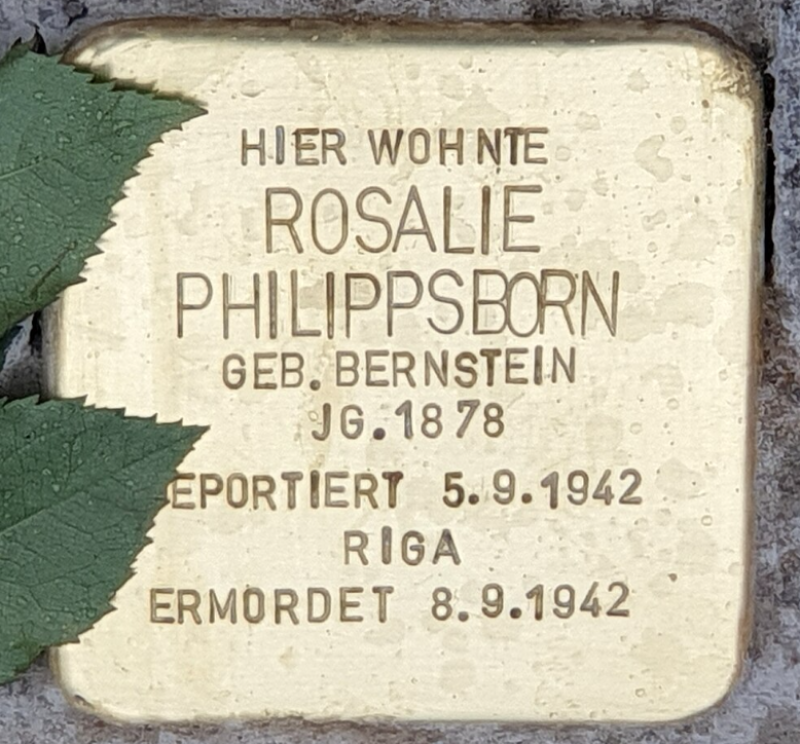 HIER WOHNTE
ROSALIE
PHILIPPSBORN
GEB. BERNSTEIN
JG. 1878
EPORTIERT 5.9.1942
RIGA
ERMORDET 8.9.1942